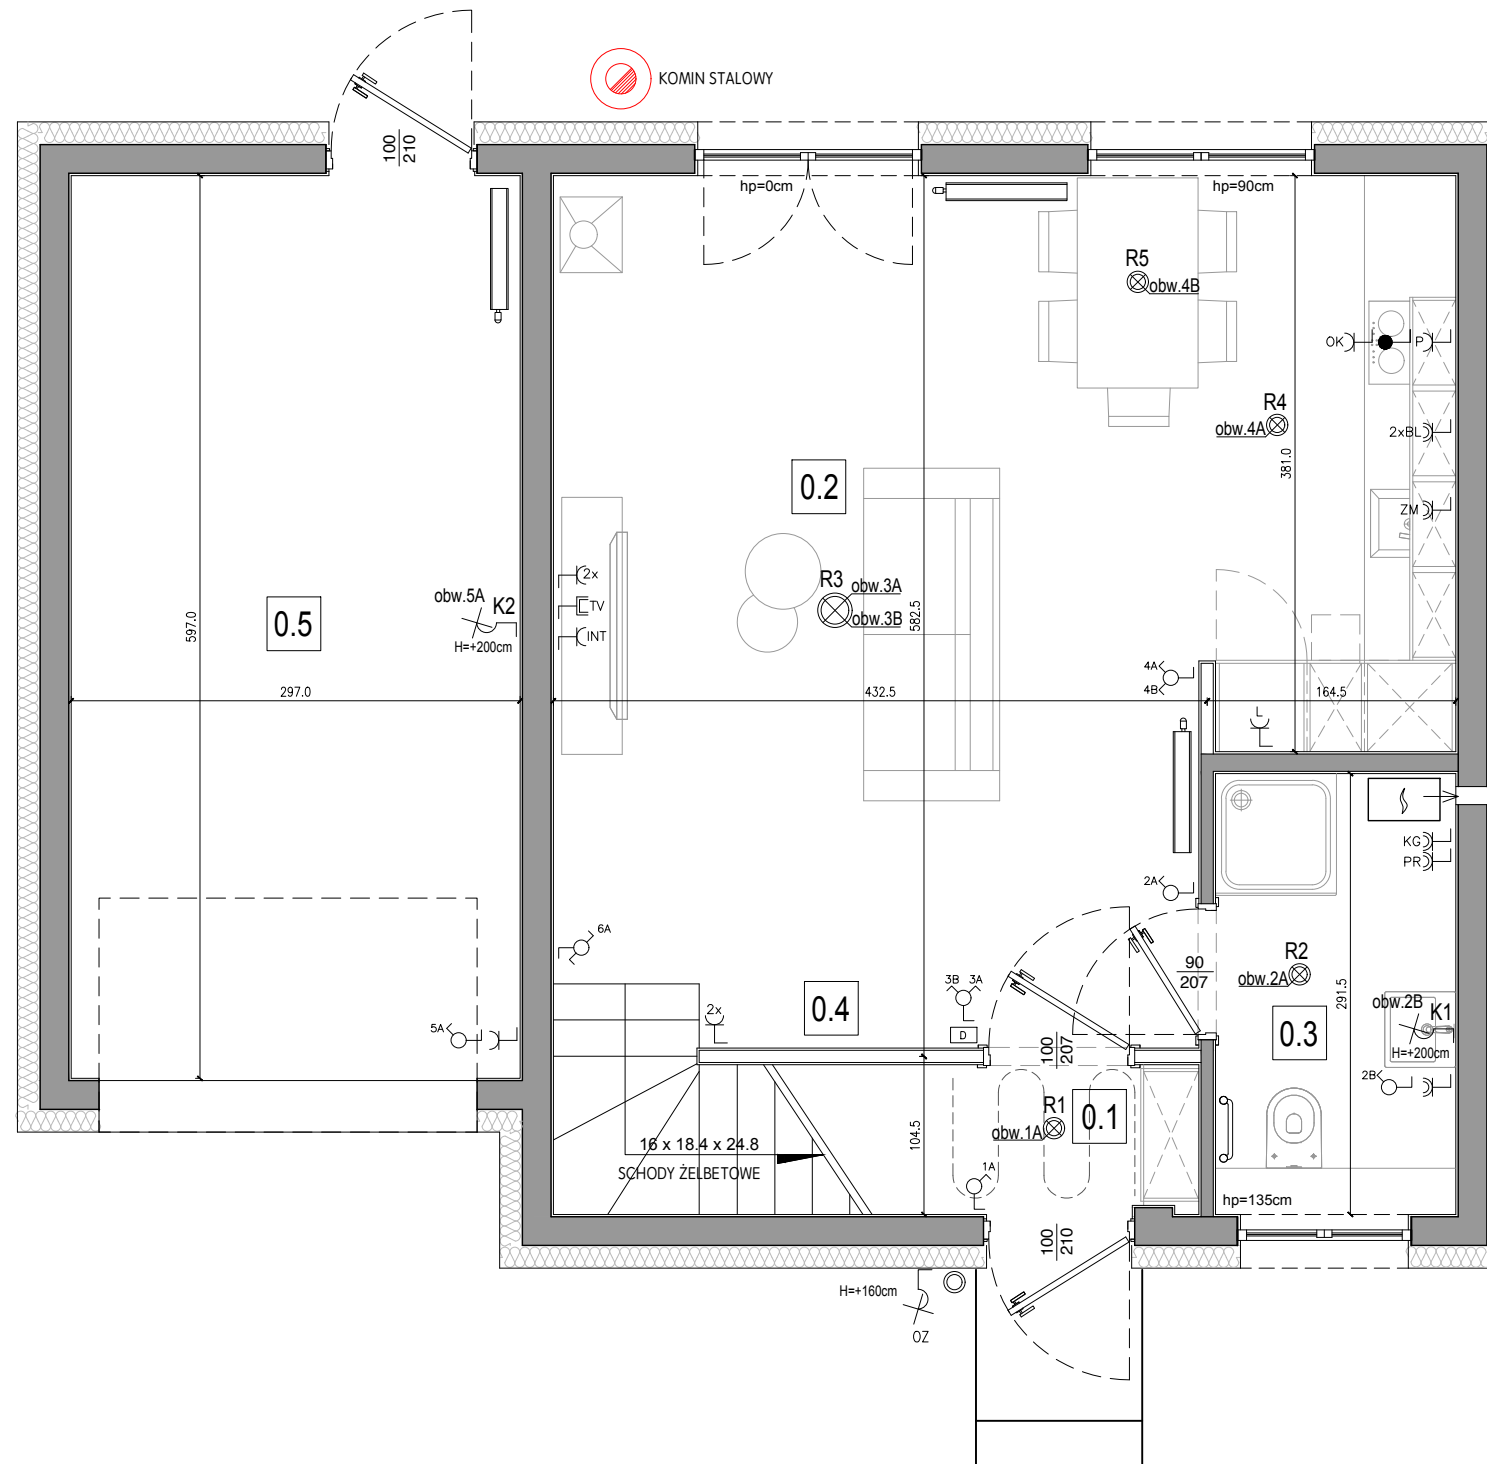 KOMIN STALOWY
100
210
hp=0cm
hp=90cm
R5
obw.4B
OK
P
R4
obw.4A
2xBL
381.0
0.2
ZM
2x
TV
INT
R3
obw.3A
obw.3B
582.5
obw.5A
K2
H=+200cm
0.5
597.0
297.0
432.5
164.5
4A
4B
L
KG
PR
2A
6A
90
207
R2
obw.2A
291.5
obw.2B
K1
H=+200cm
0.3
2B
0.4
3B
3A
D
2x
5A
100
207
R1
obw.1A
0.1
104.5
16 x 18.4 x 24.8
SCHODY ŻELBETOWE
1A
hp=135cm
100
210
H=+160cm
OZ